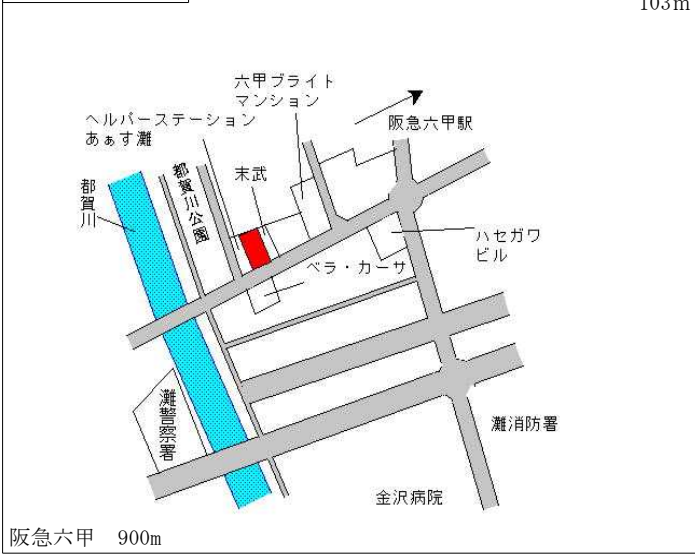 103m
六甲ブライト
マンション
阪急六甲駅
ヘルパーステーション
あぁす灘
都賀川公園
末武
都賀川
ハセガワ
ビル
ベラ・カーサ
灘警察署
灘消防署
金沢病院
阪急六甲 900m